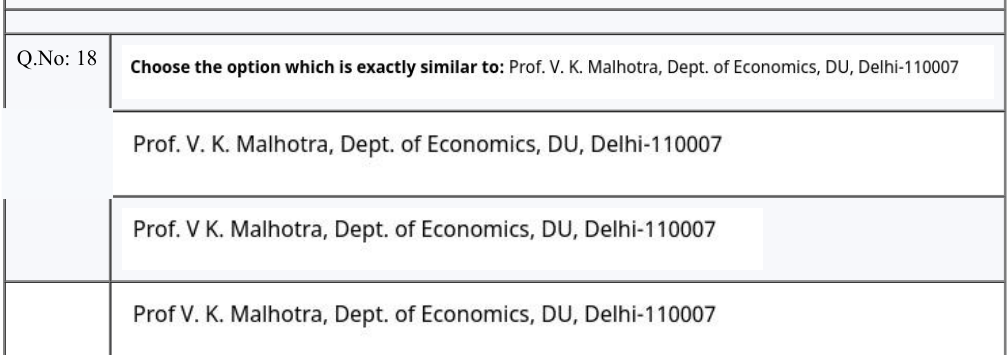 Q.No: 18
Choose the option which is exactly similar to: Prof. V. K. Malhotra, Dept. of Economics, DU, Delhi-110007
Prof. V. K. Malhotra, Dept. of Economics, DU, Delhi-110007
Prof. V K. Malhotra, Dept. of Economics, DU, Delhi-110007
Prof V. K. Malhotra, Dept. of Economics, DU, Delhi-110007